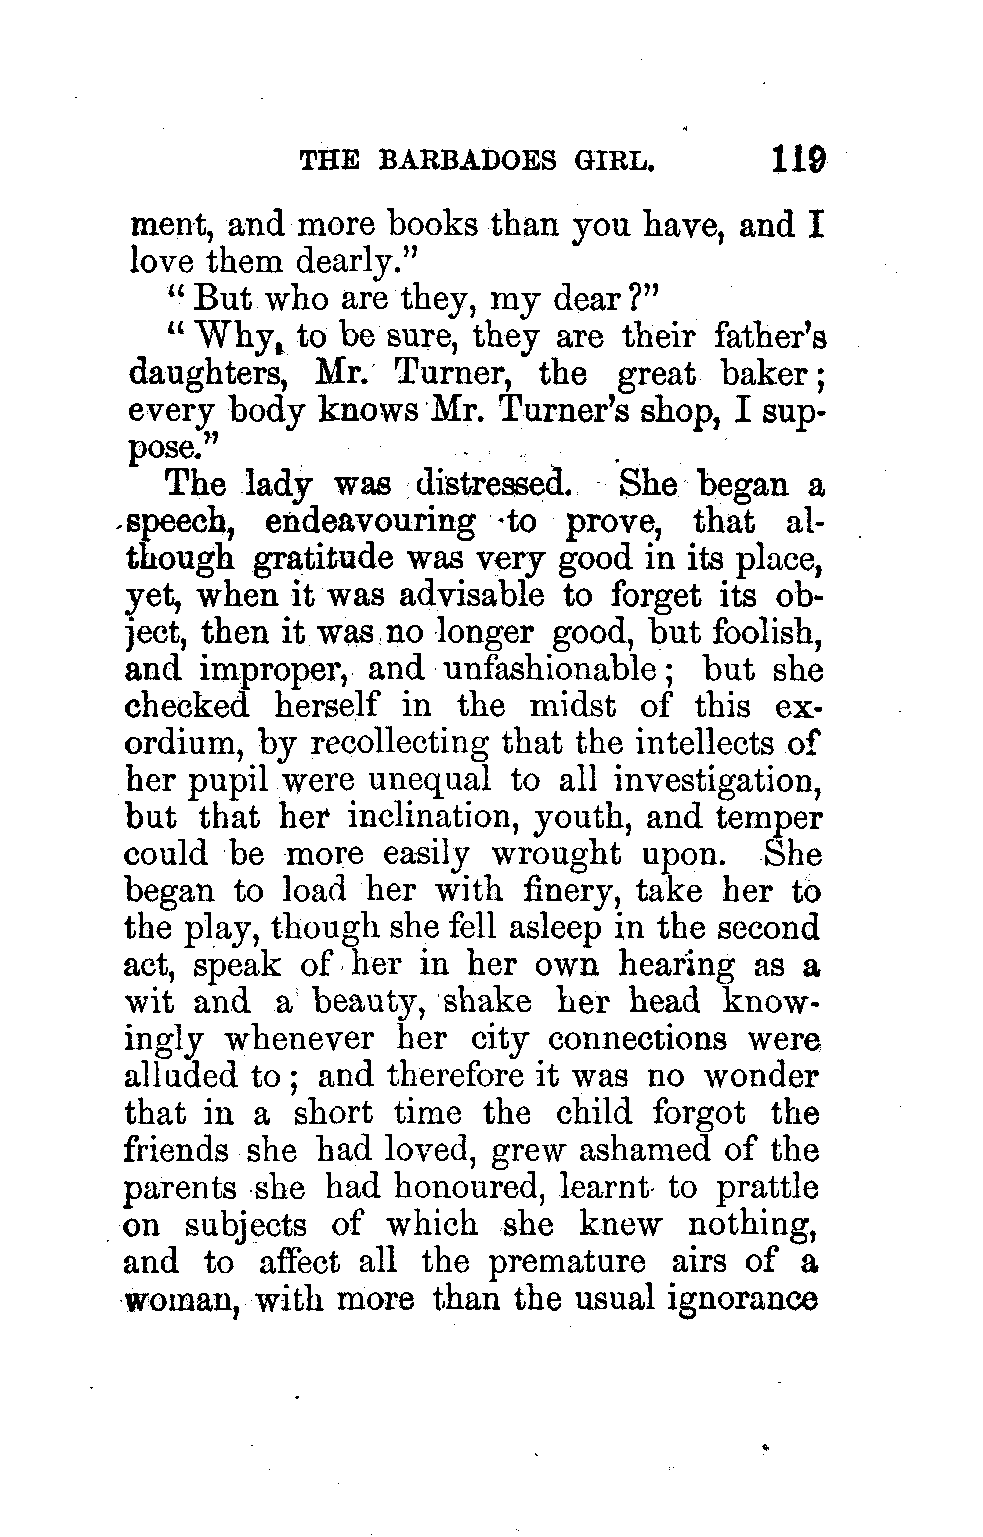 THE BARBADOES GIRL. 119
ment, and more books than you have, and I
love them dearly."
"But who are they, my dear?"
"Why, to be sure, they are their father's
daughters, Mr. Turner, the great baker;
every body knows Mr. Turner's shop, I sup-
pose."
The lady was distressed. She began a
speech, endeavouring to prove, that al-
though gratitude was very good in its place,
yet, when it was advisable to forget its ob-
ject, then it was no longer good, but foolish,
and improper, and unfashionable; but she
checked herself in the midst of this ex-
ordium, by recollecting that the intellects of
her pupil were unequal to all investigation,
but that her inclination, youth, and temper
could be more easily wrought upon. She
began to load her with finery, take her to
the play, though she fell asleep in the second
act, speak of her in her own hearing as a
wit and a beauty, shake her head know-
ingly whenever her city connections were
alluded to; and therefore it was no wonder
that in a short time the child forgot the
friends she had loved, grew ashamed of the
parents she had honoured, learnt to prattle
on subjects of which she knew nothing,
and to affect all the premature airs of a
woman, with more than the usual ignorance